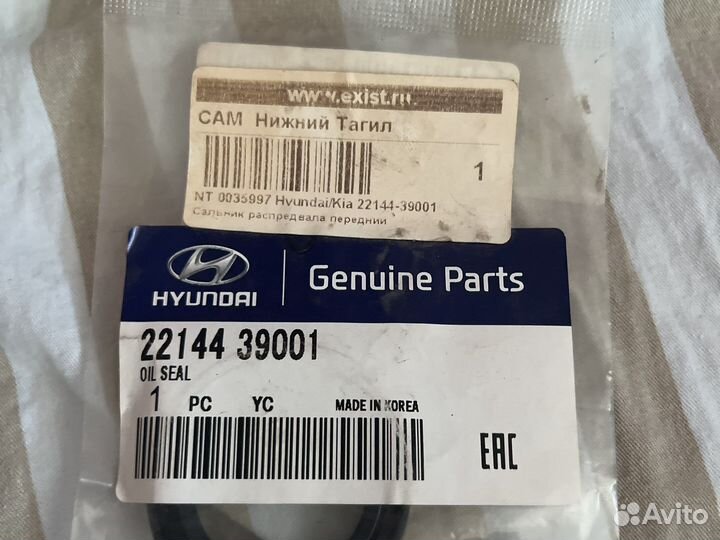 www.exist.ru
САМ Нижний Тагил
1
NT 0035997 Hyundai/Kia 22144-39001
Сальник распредвала передний
HYUNDAI
Genuine Parts
22144 39001
OIL SEAL
1 PC YC MADE IN KOREA
EAC
Avito